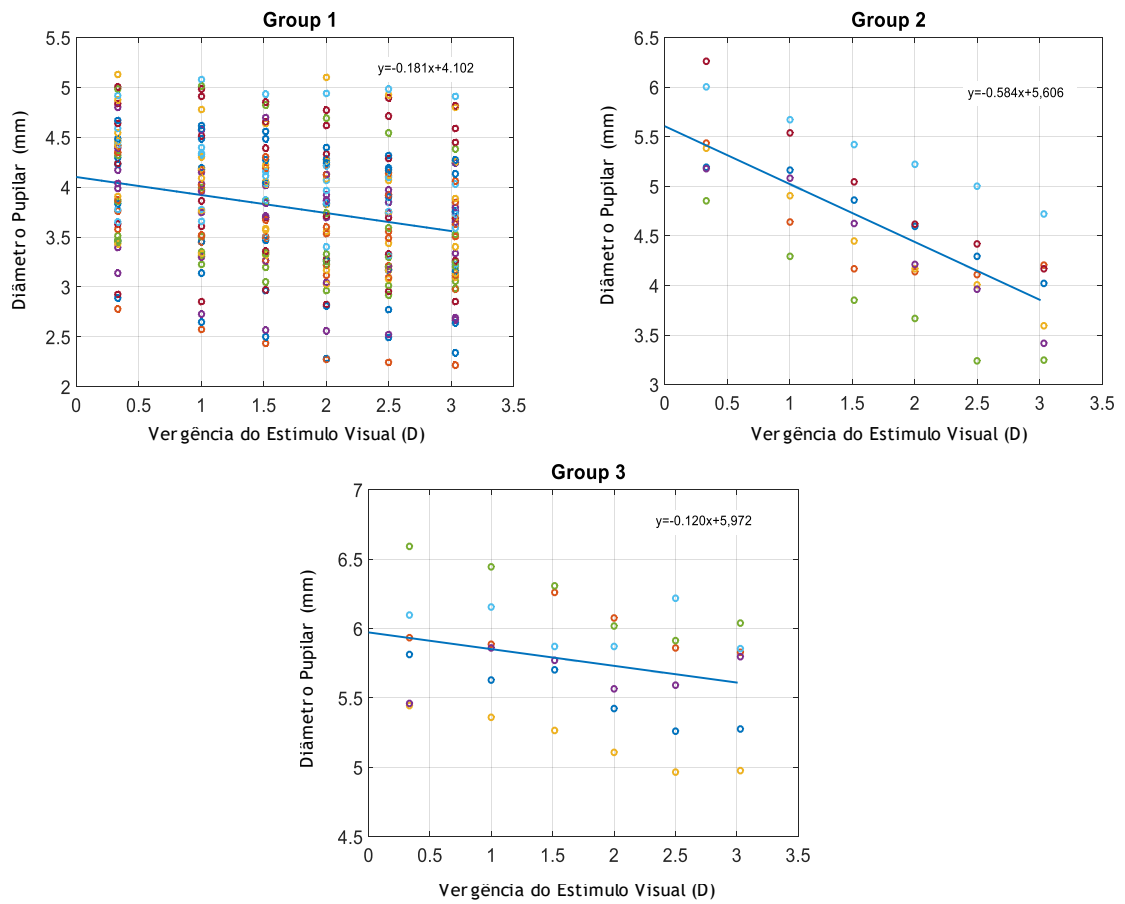 Group 1
5.5
5
4.5
4
3.5
3
2.5
2
y=-0.181x+4.102
0 0.5 1 1.5 2 2.5 3 3.5
Diâmetro Pupilar (mm)
Vergência do Estímulo Visual (D)
Group 2
6.5
6
5.5
5
4.5
4
3.5
3
y=-0.584x+5,606
0 0.5 1 1.5 2 2.5 3 3.5
Diâmetro Pupilar (mm)
Vergência do Estímulo Visual (D)
Group 3
7
6.5
6
5.5
5
4.5
y=-0.120x+5,972
0 0.5 1 1.5 2 2.5 3 3.5
Diâmetro Pupilar (mm)
Vergência do Estímulo Visual (D)